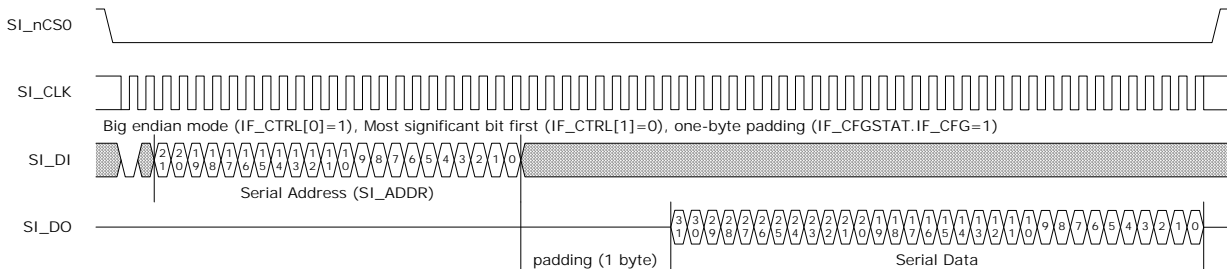 SI_nCS0
SI_CLK
Big endian mode (IF_CTRL[0]=1), Most significant bit first (IF_CTRL[1]=0), one-byte padding (IF_CFGSTAT.IF_CFG=1)
SI_DI
21 20 19 18 17 16 15 14 13 12 11 10 9 8 7 6 5 4 3 2 1 0
Serial Address (SI_ADDR)
SI_DO
31 30 29 28 27 26 25 24 23 22 21 20 19 18 17 16 15 14 13 12 11 10 9 8 7 6 5 4 3 2 1 0
padding (1 byte) Serial Data